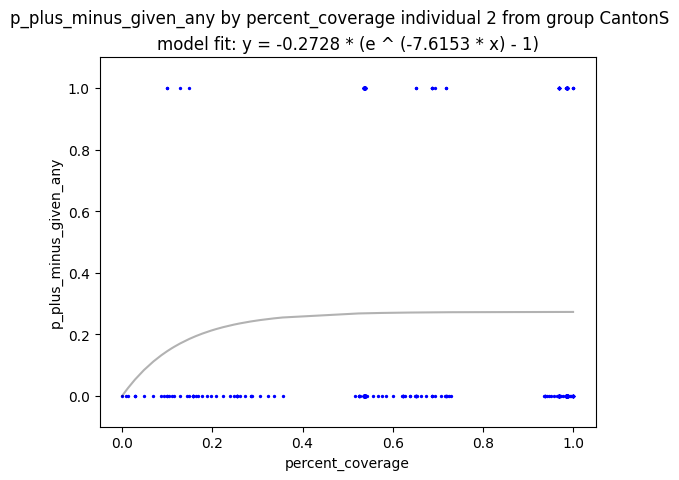 p_plus_minus_given_any by percent_coverage individual 2 from group CantonS
model fit: y = -0.2728 * (e ^ (-7.6153 * x) - 1)
1.0
0.8
0.6
0.4
0.2
0.0
p_plus_minus_given_any
0.0 0.2 0.4 0.6 0.8 1.0
percent_coverage